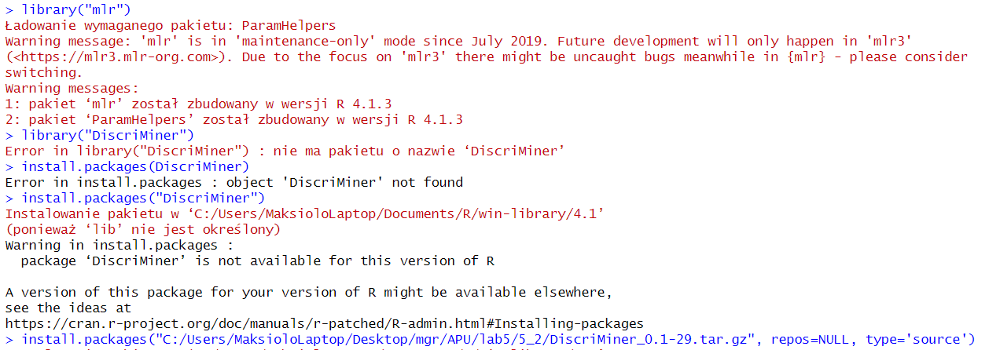 > library("mlr")
Ładowanie wymaganego pakietu: ParamHelpers
Warning message: 'mlr' is in 'maintenance-only' mode since July 2019. Future development will only happen in 'mlr3'
(<https://mlr3.mlr-org.com>). Due to the focus on 'mlr3' there might be uncaught bugs meanwhile in {mlr} - please consider
switching.
Warning messages:
1: pakiet ‘mlr’ został zbudowany w wersji R 4.1.3
2: pakiet ‘ParamHelpers’ został zbudowany w wersji R 4.1.3
> library("DiscriMiner")
Error in library("DiscriMiner") : nie ma pakietu o nazwie ‘DiscriMiner’
> install.packages(DiscriMiner)
Error in install.packages : object 'DiscriMiner' not found
> install.packages("DiscriMiner")
Instalowanie pakietu w ‘C:/Users/MaksioloLaptop/Documents/R/win-library/4.1’
(ponieważ ‘lib’ nie jest określony)
Warning in install.packages :
  package ‘DiscriMiner’ is not available for this version of R

A version of this package for your version of R might be available elsewhere,
see the ideas at
https://cran.r-project.org/doc/manuals/r-patched/R-admin.html#Installing-packages
> install.packages("C:/Users/MaksioloLaptop/Desktop/mgr/APU/lab5/5_2/DiscriMiner_0.1-29.tar.gz", repos=NULL, type='source')